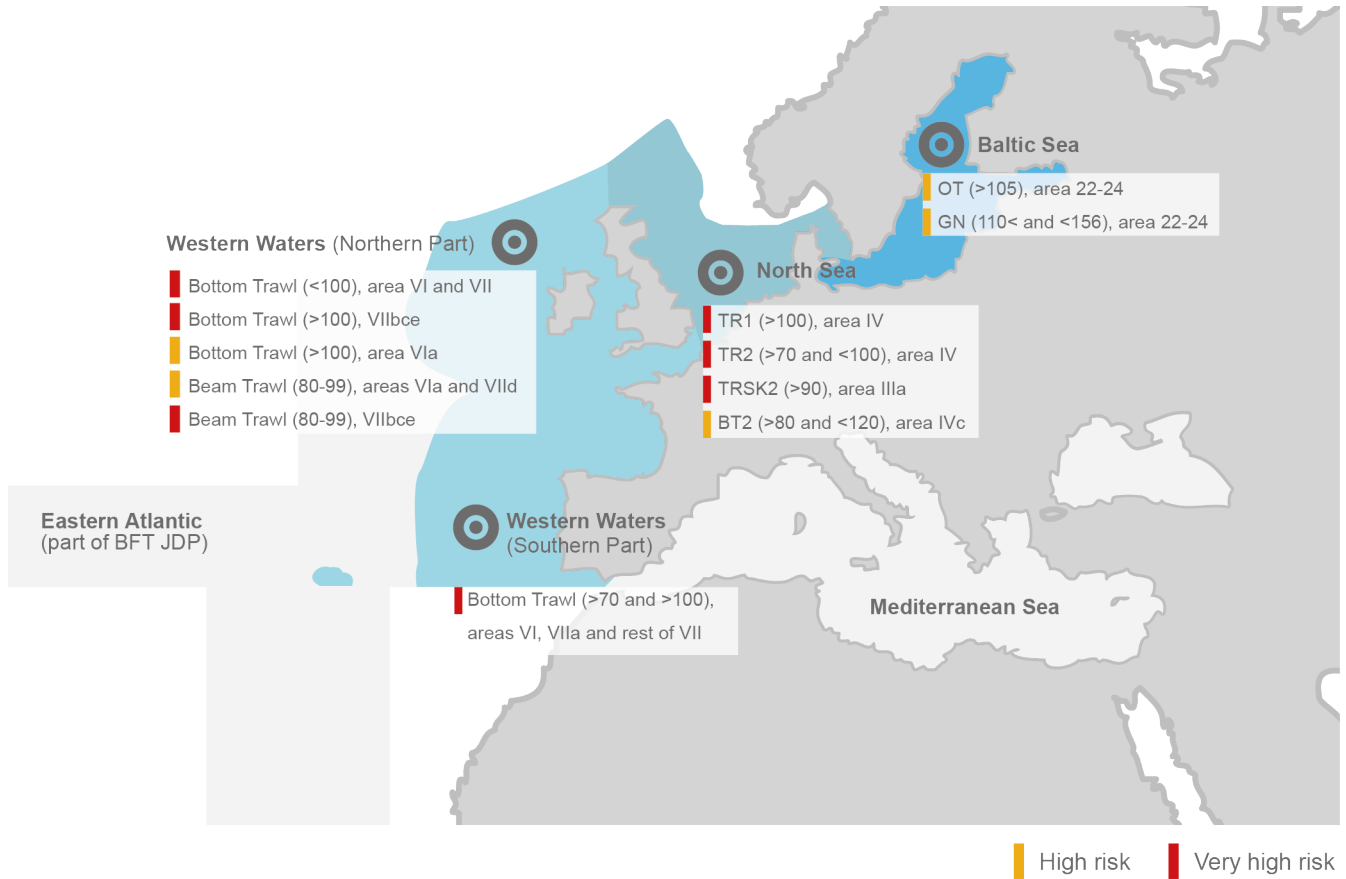 Baltic Sea
OT (>105), area 22-24
GN (110< and <156), area 22-24
Western Waters (Northern Part)
Bottom Trawl (<100), area VI and VII
Bottom Trawl (>100), VIIbce
Bottom Trawl (>100), area VIa
Beam Trawl (80-99), areas VIa and VIId
Beam Trawl (80-99), VIIbce
North Sea
TR1 (>100), area IV
TR2 (>70 and <100), area IV
TRSK2 (>90), area IIIa
BT2 (>80 and <120), area IVc
Eastern Atlantic
(part of BFT JDP)
Western Waters
(Southern Part)
Bottom Trawl (>70 and >100),
areas VI, VIIa and rest of VII
Mediterranean Sea
High risk
Very high risk